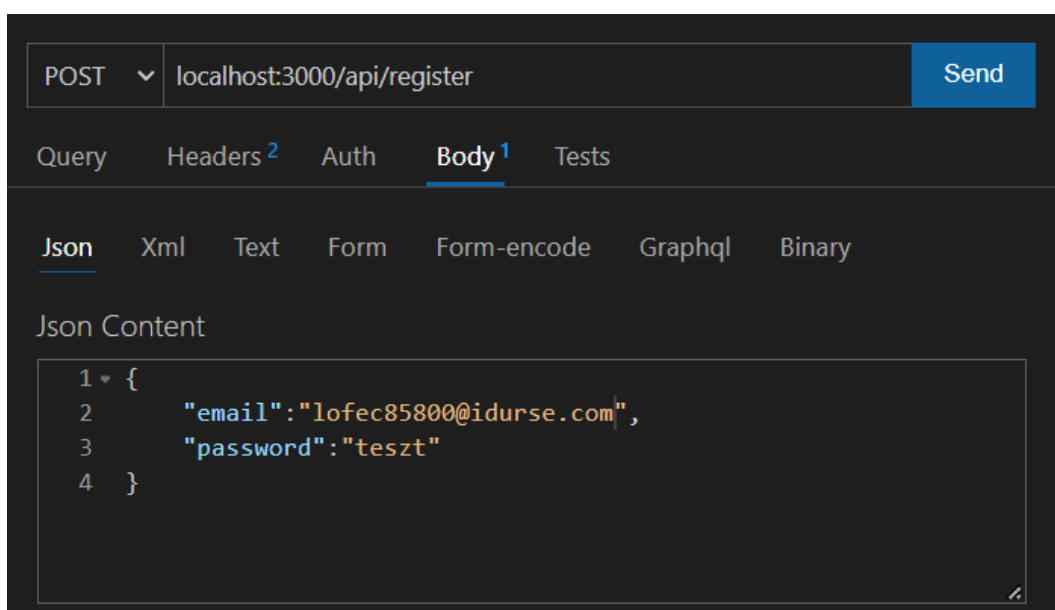 POST localhost:3000/api/register Send
Query Headers 2 Auth Body 1 Tests
Json Xml Text Form Form-encode Graphql Binary
Json Content
1 {
2 "email":"lofec85800@idurse.com",
3 "password":"teszt"
4 }